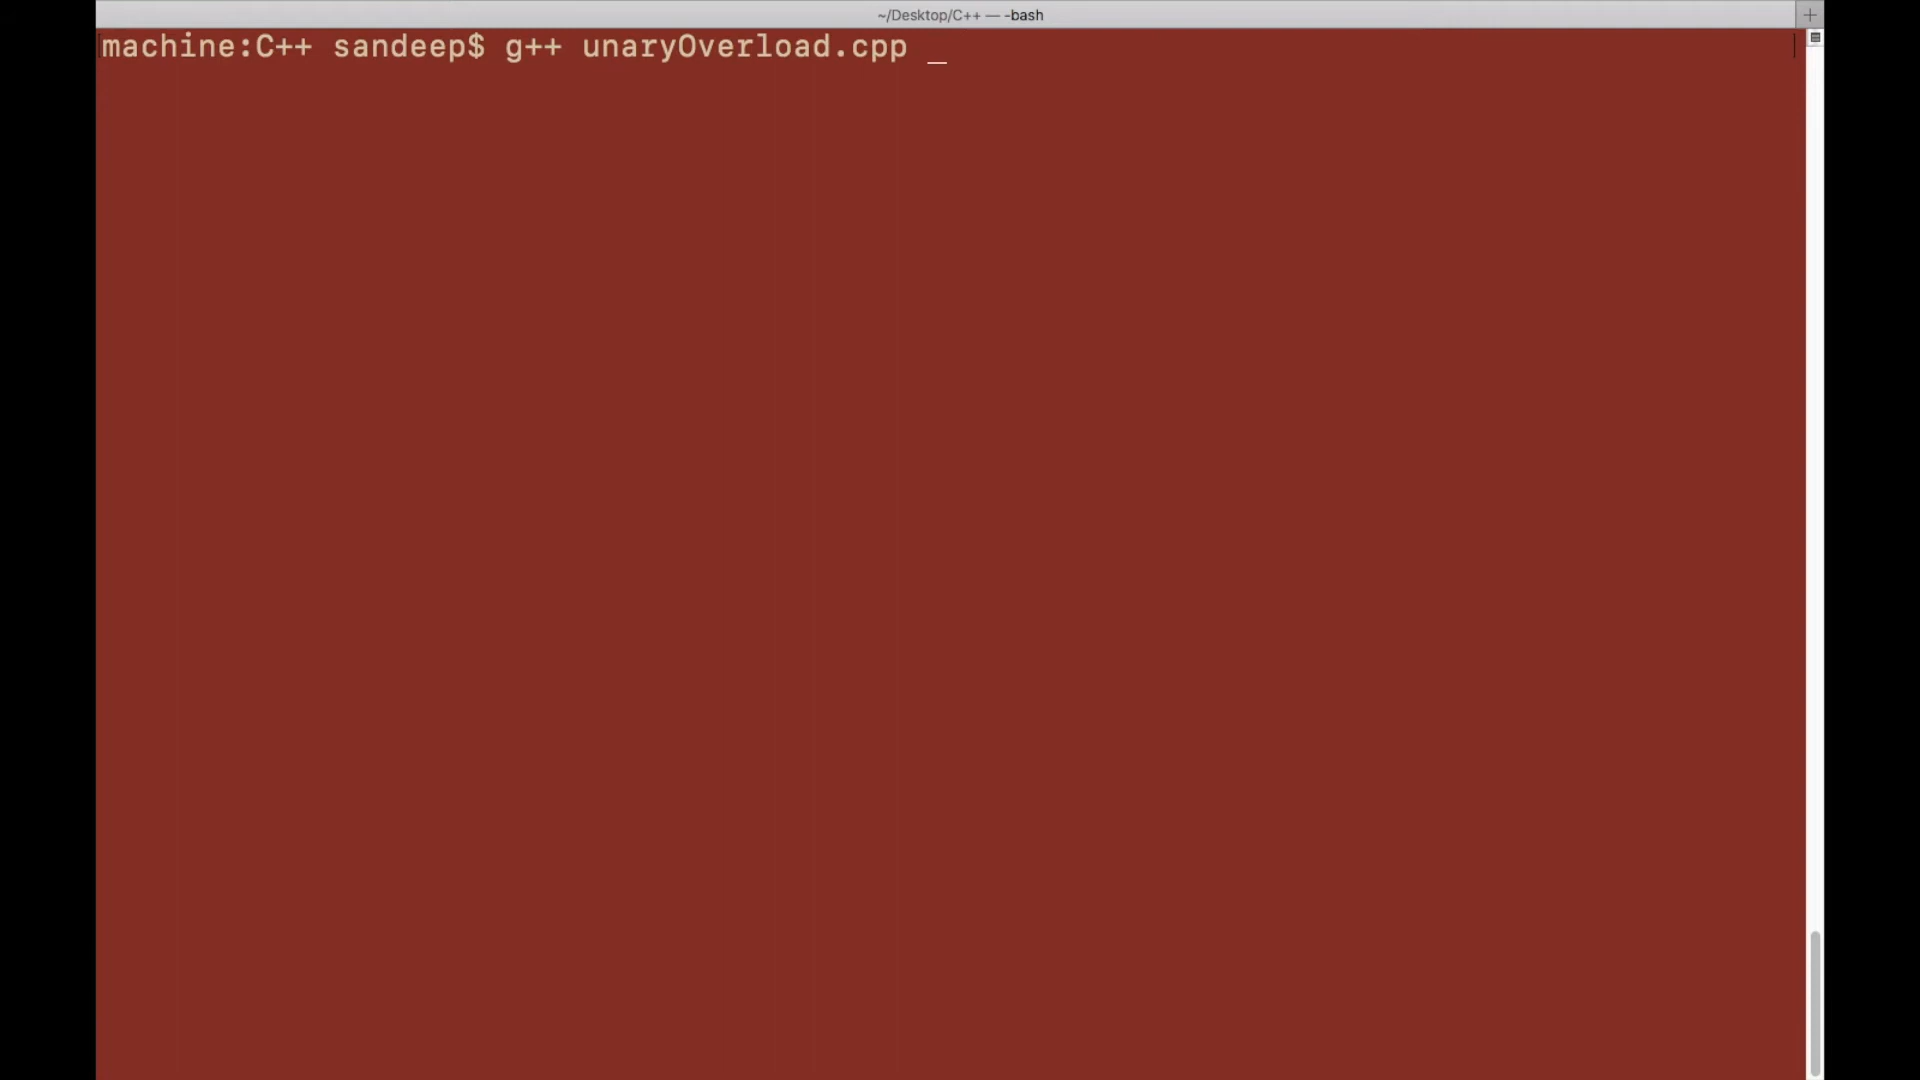 ~/Desktop/C++ — -bash
machine:C++ sandeep$ g++ unaryOverload.cpp _